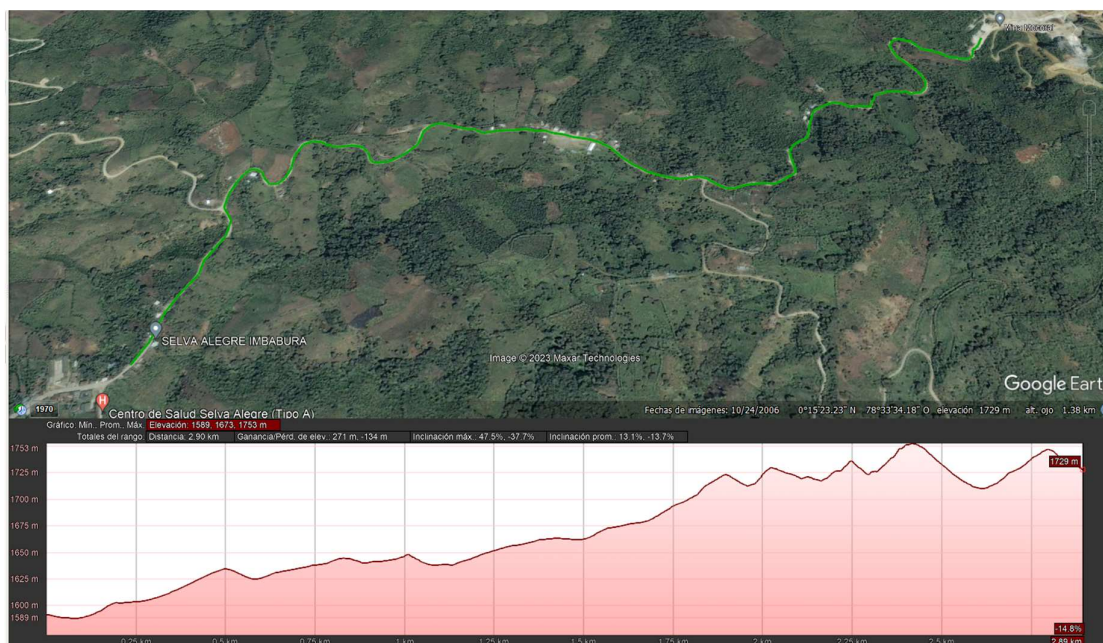 SELVA ALEGRE IMBABURA
Image © 2023 Maxar Technologies
Google Eart
1970
Centro de Salud Selva Alegre (Tipo A)
Fechas de imágenes: 10/24/2006 0°15'23.23" N 78°33'34.18" O elevación 1729 m alt. ojo 1.38 km
Gráfico: Mín.. Prom.. Máx. Elevación: 1589, 1673, 1753 m
Totales del rango: Distancia: 2.90 km Ganancia/Pérd. de elev.: 271 m, -134 m Inclinación máx.: 47.5%, -37.7% Inclinación prom.: 13.1%, -13.7%
1753 m
1729 m
1725 m
1700 m
1675 m
1650 m
1625 m
1600 m
1589 m
-14.8%
0.25 km 0.5 km 0.75 km 1 km 1.25 km 1.5 km 1.75 km 2 km 2.25 km 2.5 km 2.89 km